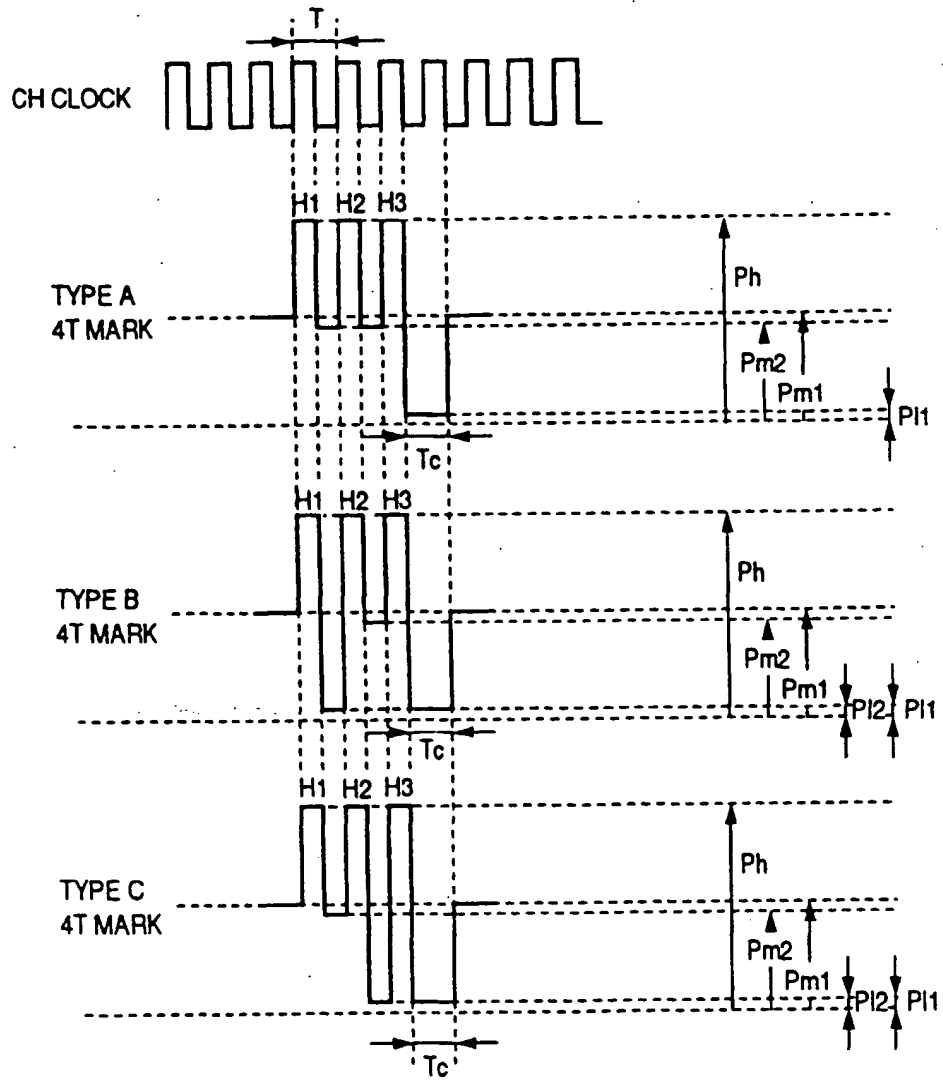 T
CH CLOCK
H1 H2 H3
TYPE A
4T MARK
Ph
Pm2
Pm1
Pl1
Tc
H1 H2 H3
TYPE B
4T MARK
Ph
Pm2
Pm1
Pl2
Pl1
Tc
H1 H2 H3
TYPE C
4T MARK
Ph
Pm2
Pm1
Pl2
Pl1
Tc